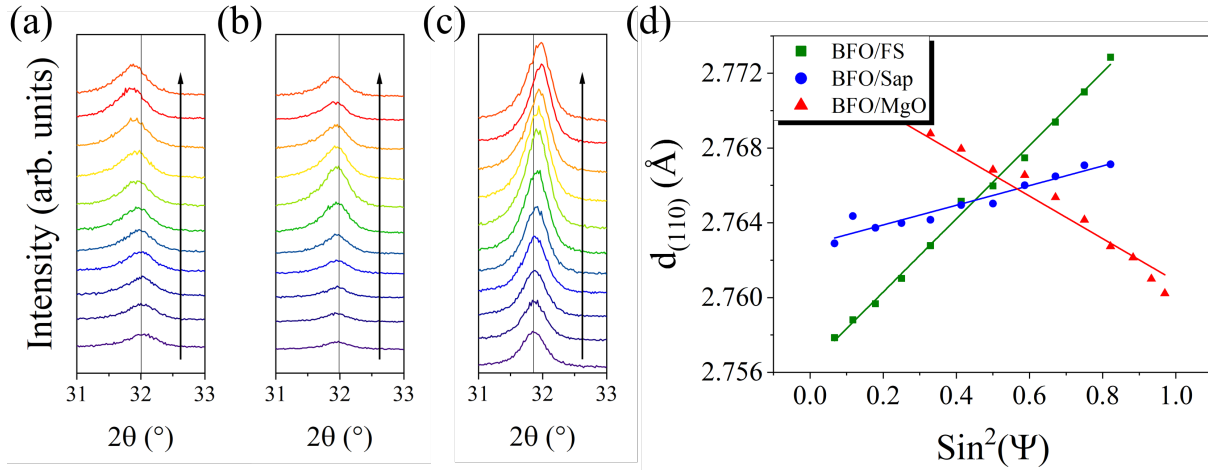 (a)
(b)
(c)
d
Intensity (arb. units)
31 32 33
31 32 33
31 32 33
2θ (°)
2θ (°)
2θ (°)
BFO/FS
BFO/Sap
BFO/MgO
d(110) (Å)
2.772
2.768
2.764
2.760
2.756
0.0 0.2 0.4 0.6 0.8 1.0
Sin²(Ψ)